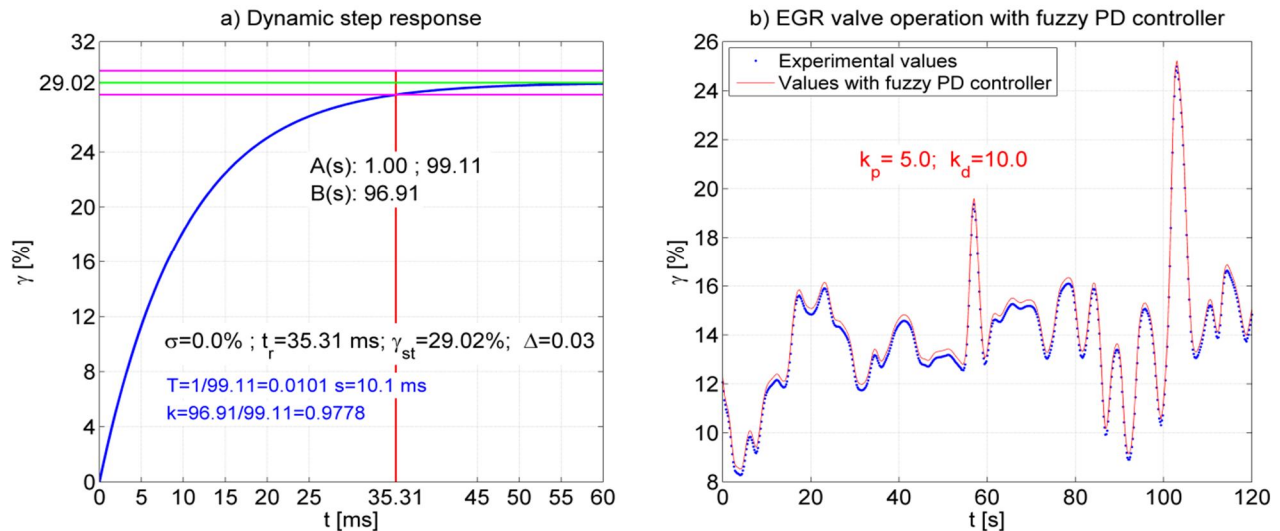 a) Dynamic step response
32
29.02
24
20
16
12
8
4
0
γ [%]
A(s): 1.00 ; 99.11
B(s): 96.91
σ=0.0% ; t_r=35.31 ms; γ_st=29.02%; Δ=0.03
T=1/99.11=0.0101 s=10.1 ms
k=96.91/99.11=0.9778
0 5 10 15 20 25 35.31 45 50 55 60
t [ms]
b) EGR valve operation with fuzzy PD controller
26
24
22
20
18
16
14
12
10
8
γ [%]
Experimental values
Values with fuzzy PD controller
k_p= 5.0; k_d=10.0
0 20 40 60 80 100 120
t [s]